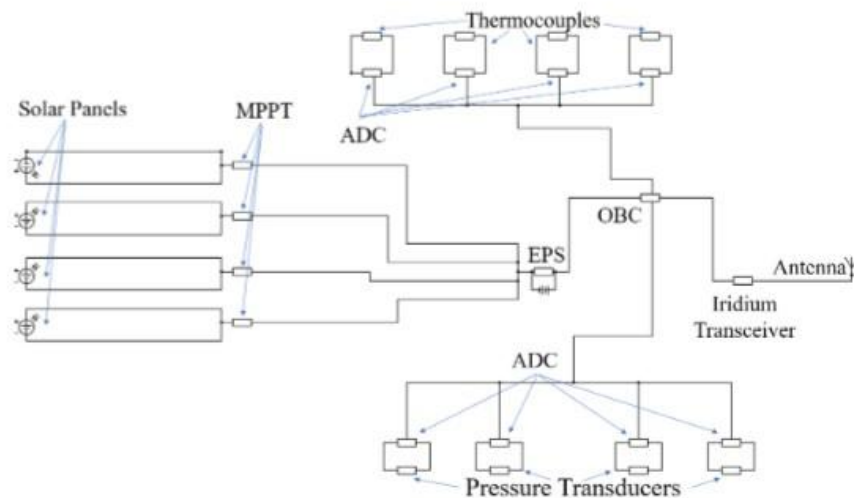 Thermocouples
Solar Panels
MPPT
ADC
OBC
EPS
Antenna
Iridium
Transceiver
ADC
Pressure Transducers